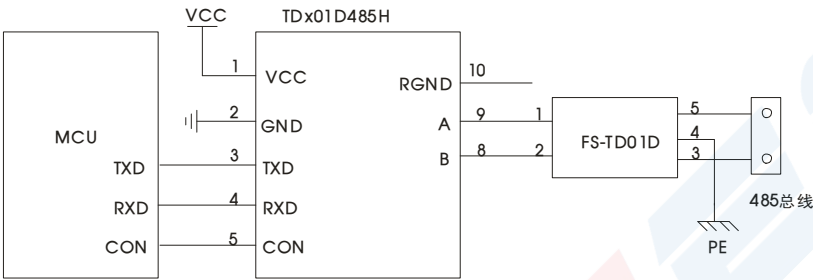 VCC TDx01D485H
1 VCC
RGND 10
2 GND
A 9 1 5
MCU FS-TD01D 4
B 8 2 3
TXD 3 TXD
485总线
RXD 4 RXD
CON 5 CON
PE